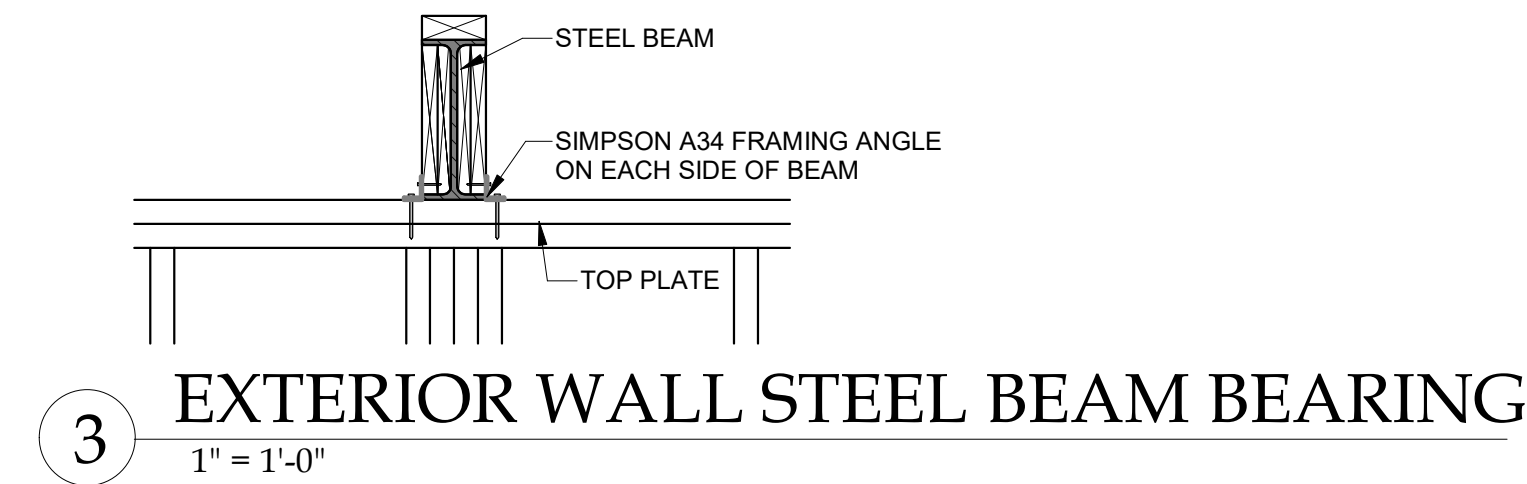 STEEL BEAM
SIMPSON A34 FRAMING ANGLE
ON EACH SIDE OF BEAM
TOP PLATE
3
EXTERIOR WALL STEEL BEAM BEARING
1" = 1'-0"